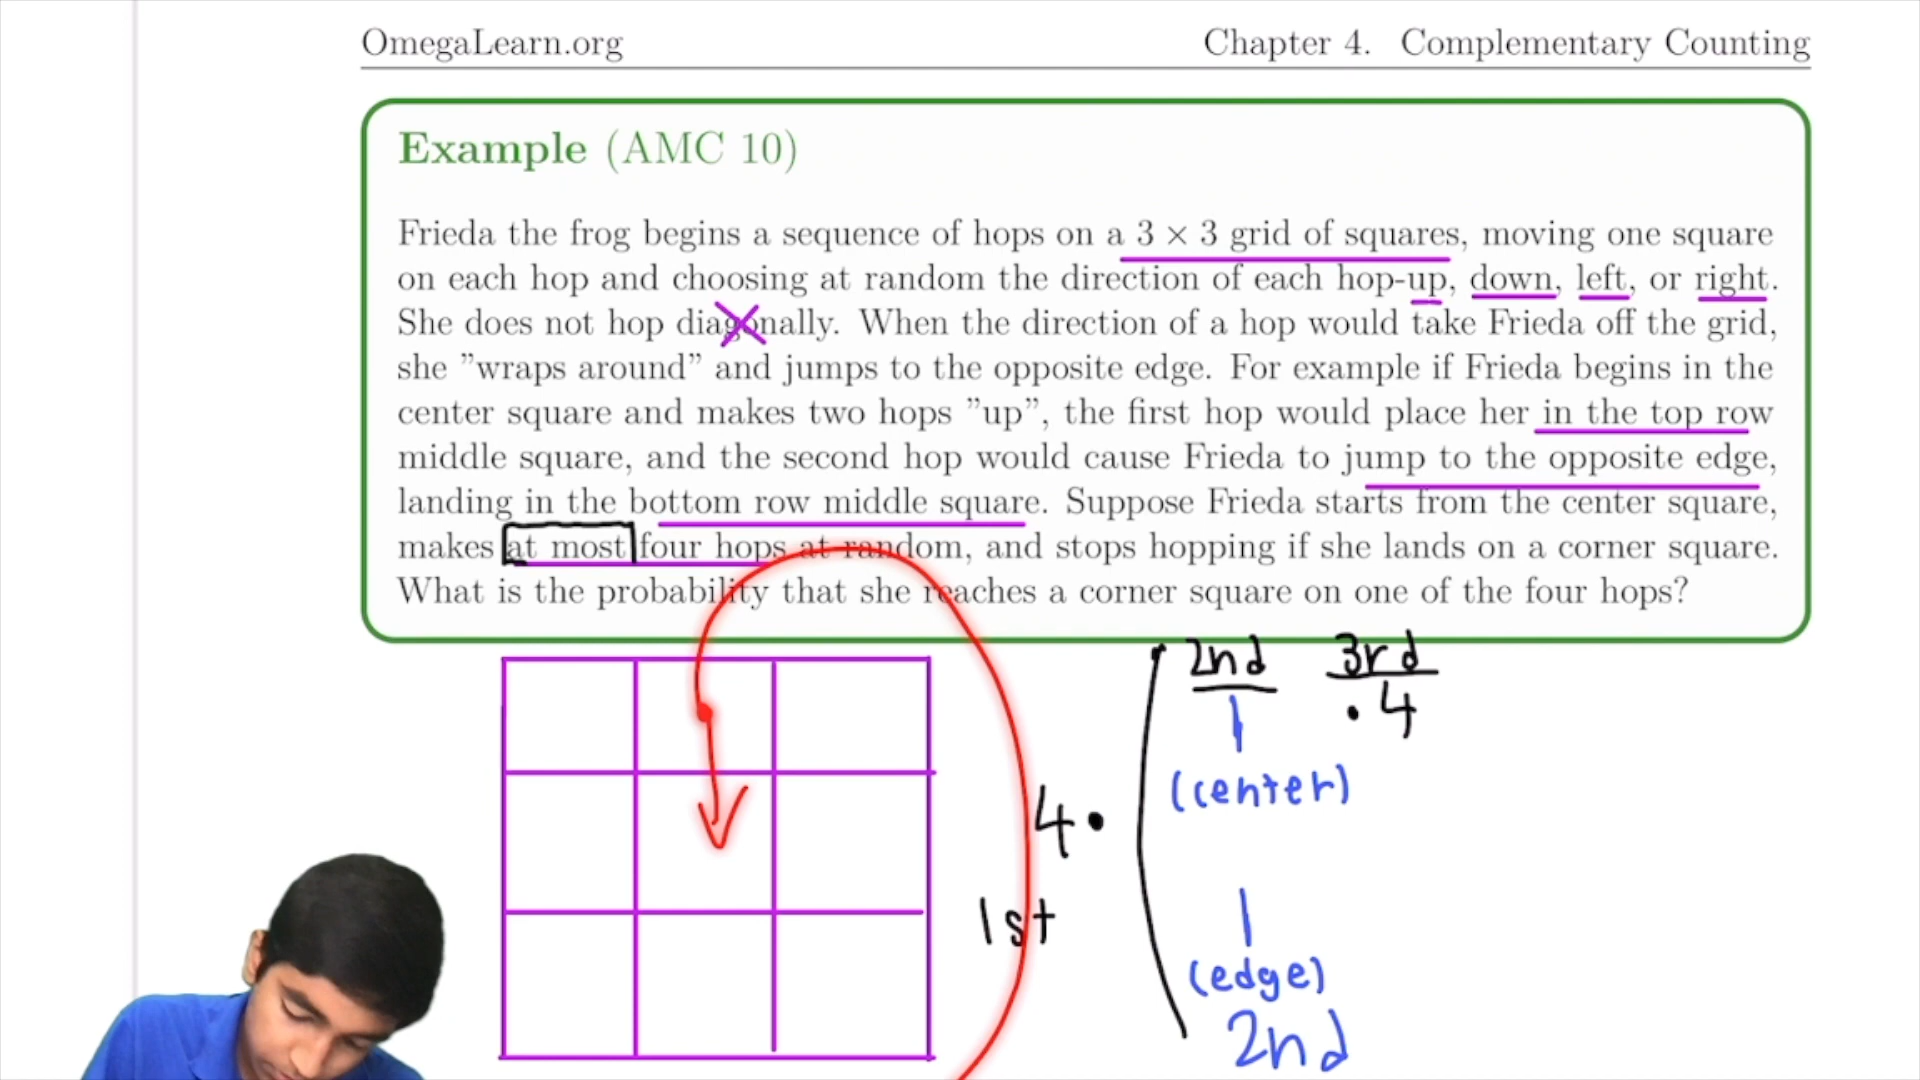 OmegaLearn.org
Chapter 4. Complementary Counting
Example (AMC 10)
Frieda the frog begins a sequence of hops on a 3 × 3 grid of squares, moving one square
on each hop and choosing at random the direction of each hop-up, down, left, or right.
She does not hop diagonally. When the direction of a hop would take Frieda off the grid,
she ”wraps around” and jumps to the opposite edge. For example if Frieda begins in the
center square and makes two hops ”up”, the first hop would place her in the top row
middle square, and the second hop would cause Frieda to jump to the opposite edge,
landing in the bottom row middle square. Suppose Frieda starts from the center square,
makes at most four hops at random, and stops hopping if she lands on a corner square.
What is the probability that she reaches a corner square on one of the four hops?
2nd 3rd
1 · 4
(center)
4 · (
1st
1
(edge)
2nd